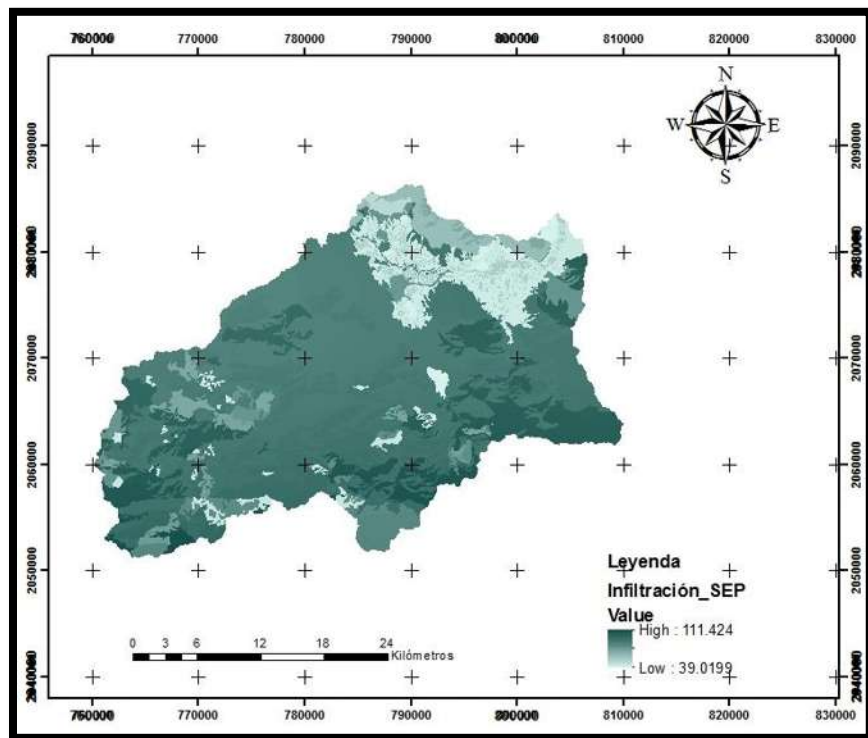 760000 770000 780000 790000 800000 810000 820000 830000
N
W E
S
2090000 2090000
2080000 2080000
2070000 2070000
2060000 2060000
2050000 2050000
Leyenda
Infiltración_SEP
Value
High : 111.424
Low : 39.0199
0 3 6 12 18 24
Kilómetros
2040000 2040000
760000 770000 780000 790000 800000 810000 820000 830000